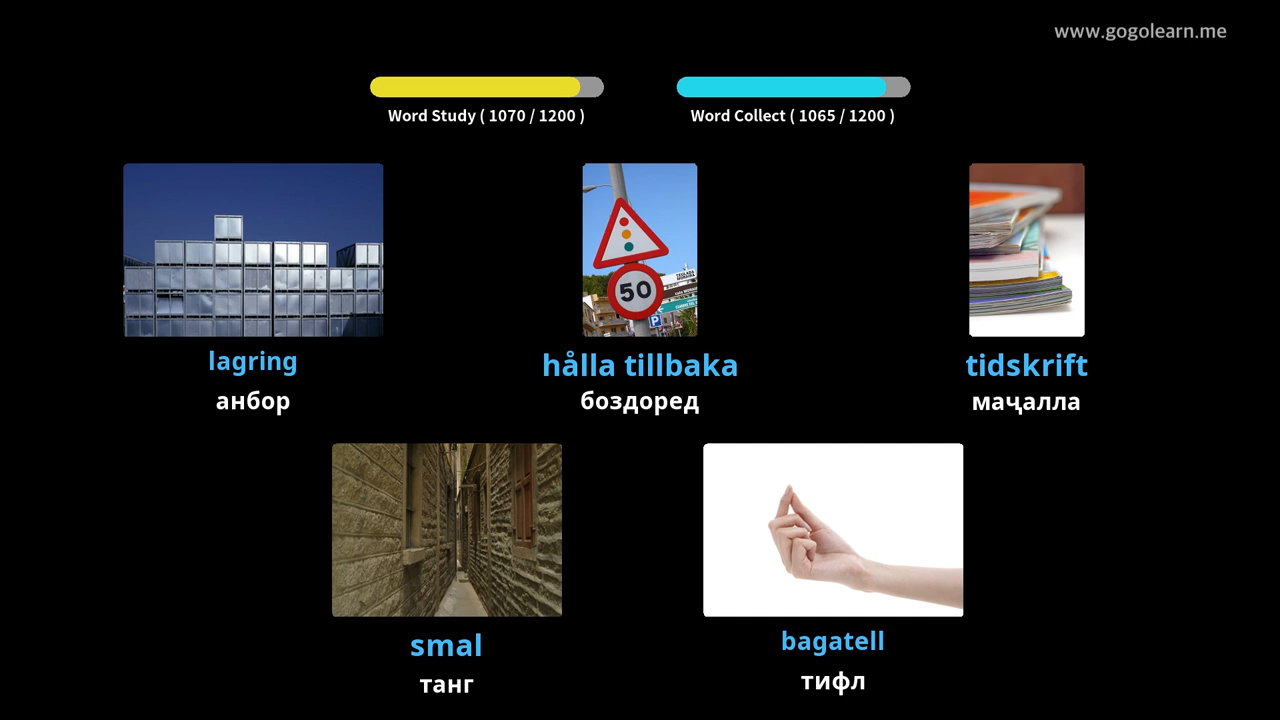 www.gogolearn.me
Word Study ( 1070 / 1200 )
Word Collect ( 1065 / 1200 )
50
P
lagring
hålla tillbaka
tidskrift
анбор
боздоред
маҷалла
smal
bagatell
танг
тифл